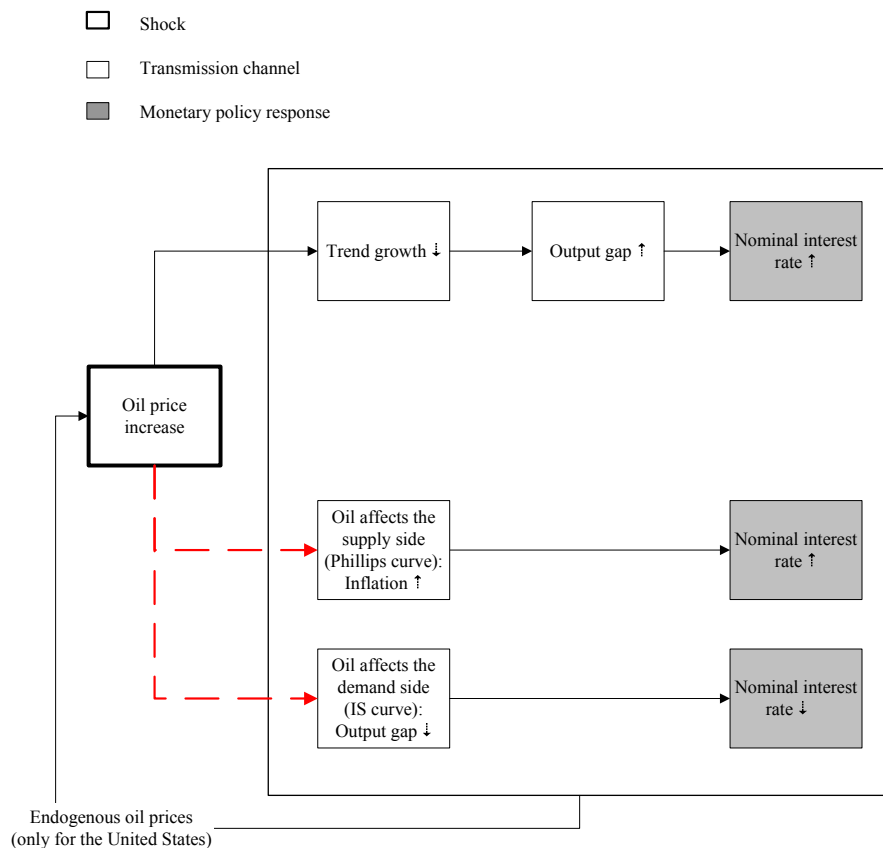 Shock
Transmission channel
Monetary policy response
Trend growth ⇣
Output gap ⇡
Nominal interest
rate ⇡
Oil price
increase
Oil affects the
supply side
(Phillips curve):
Inflation ⇡
Nominal interest
rate ⇡
Oil affects the
demand side
(IS curve):
Output gap ⇣
Nominal interest
rate ⇣
Endogenous oil prices
(only for the United States)